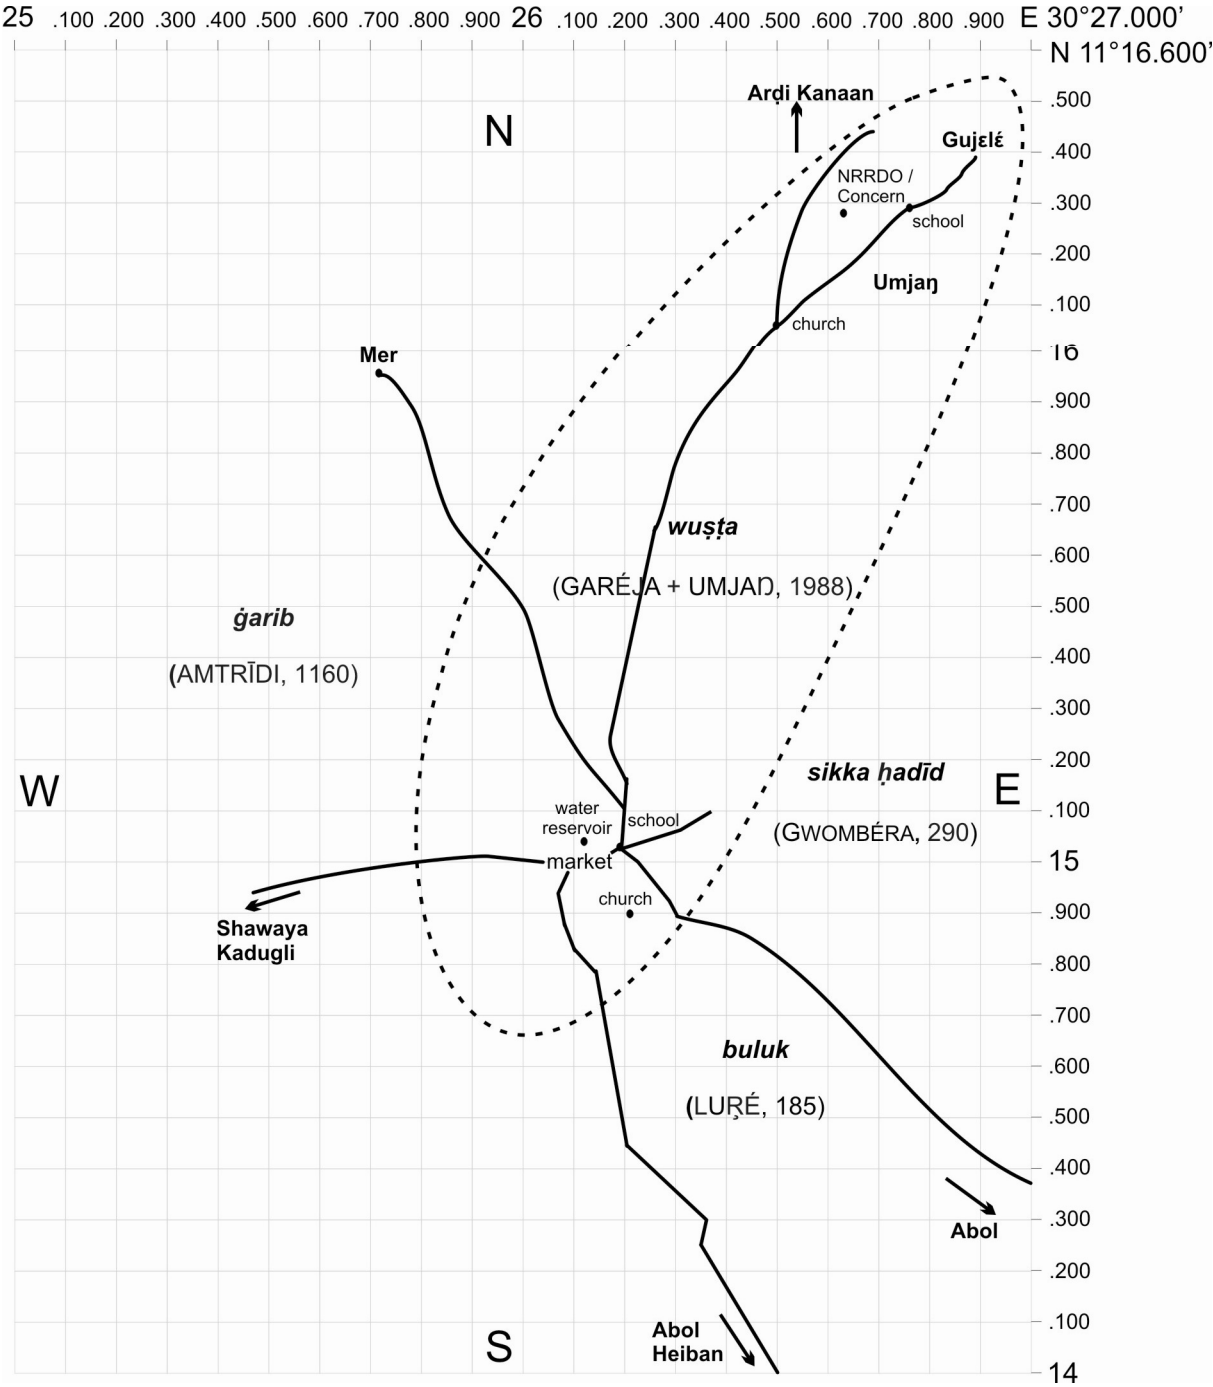 25 .100 .200 .300 .400 .500 .600 .700 .800 .900 26 .100 .200 .300 .400 .500 .600 .700 .800 .900 E 30°27.000’
N 11°16.600’
Arḍi Kanaan
.500
N
Gujɛlɛ́
.400
NRRDO /
Concern
.300
school
.200
Umjaŋ
.100
church
16
Mer
.900
.800
.700
wuṣṭa
.600
(GARÉJA + UMJAŊ, 1988)
.500
ġarib
(AMTRĪDI, 1160)
.400
.300
.200
sikka ḥadīd
W
E
.100
water
reservoir
school
(GWOMBÉRA, 290)
market
15
church
.900
Shawaya
Kadugli
.800
.700
buluk
.600
(LUR̨É, 185)
.500
.400
.300
Abol
.200
.100
Abol
Heiban
S
14